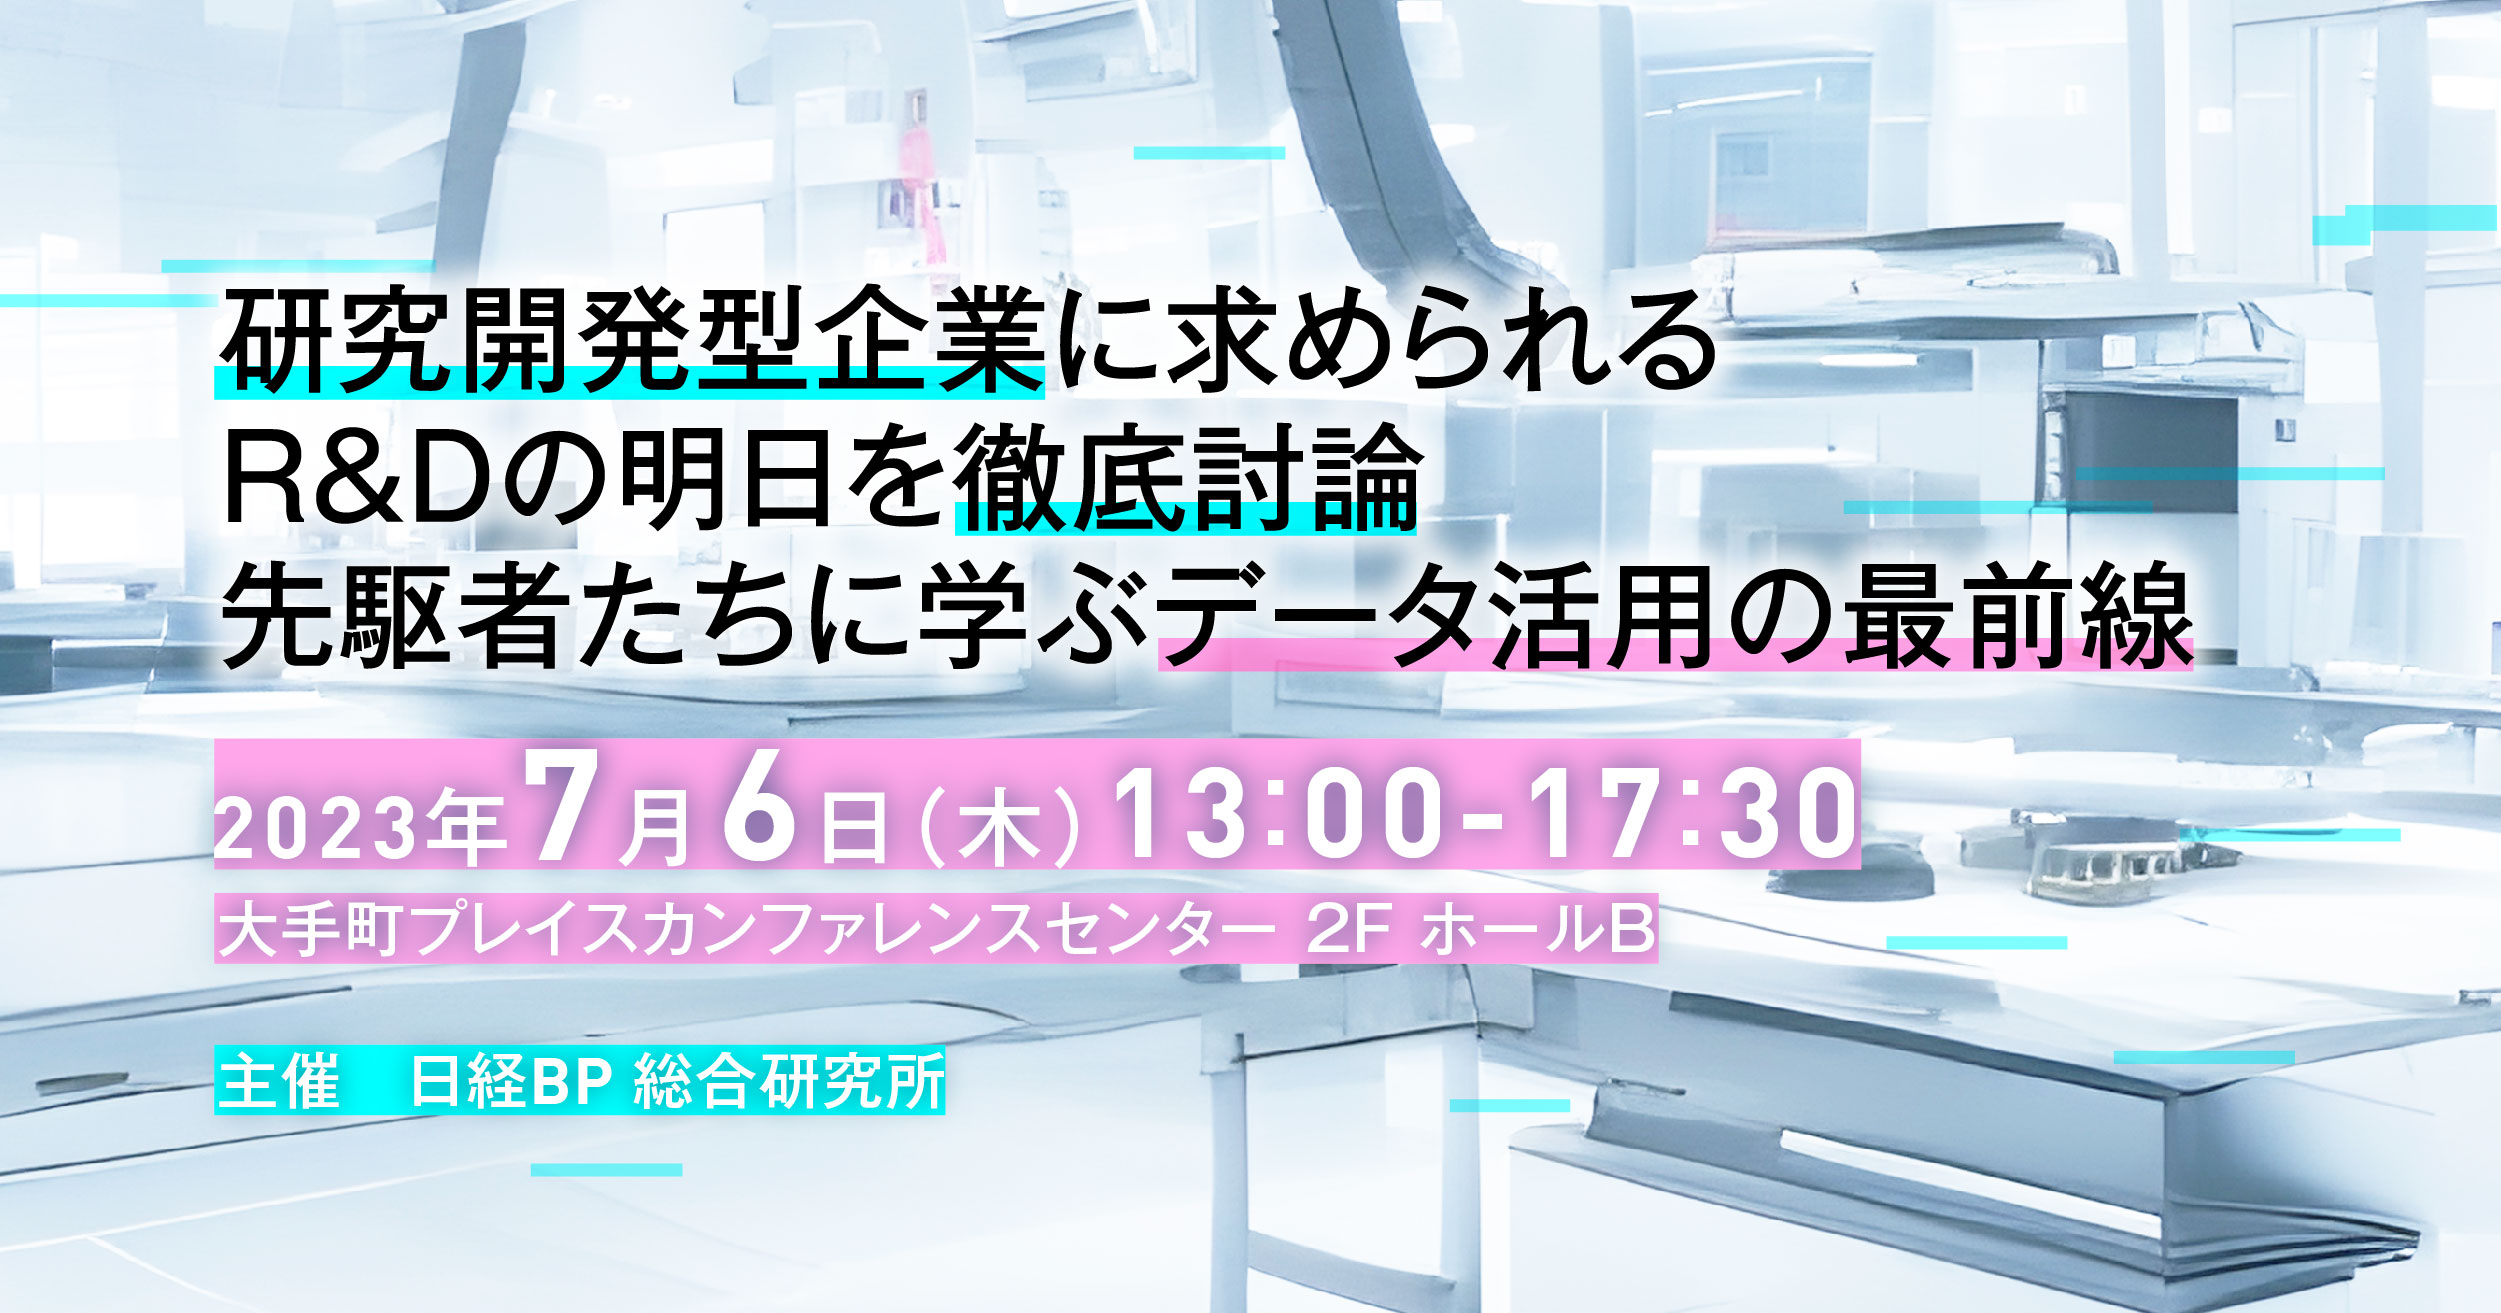 研究開発型企業に求められる
R&Dの明日を徹底討論
先駆者たちに学ぶデータ活用の最前線
2023年7月6日（木）13:00-17:30
大手町プレイスカンファレンスセンター 2F ホールB
主催　日経BP 総合研究所